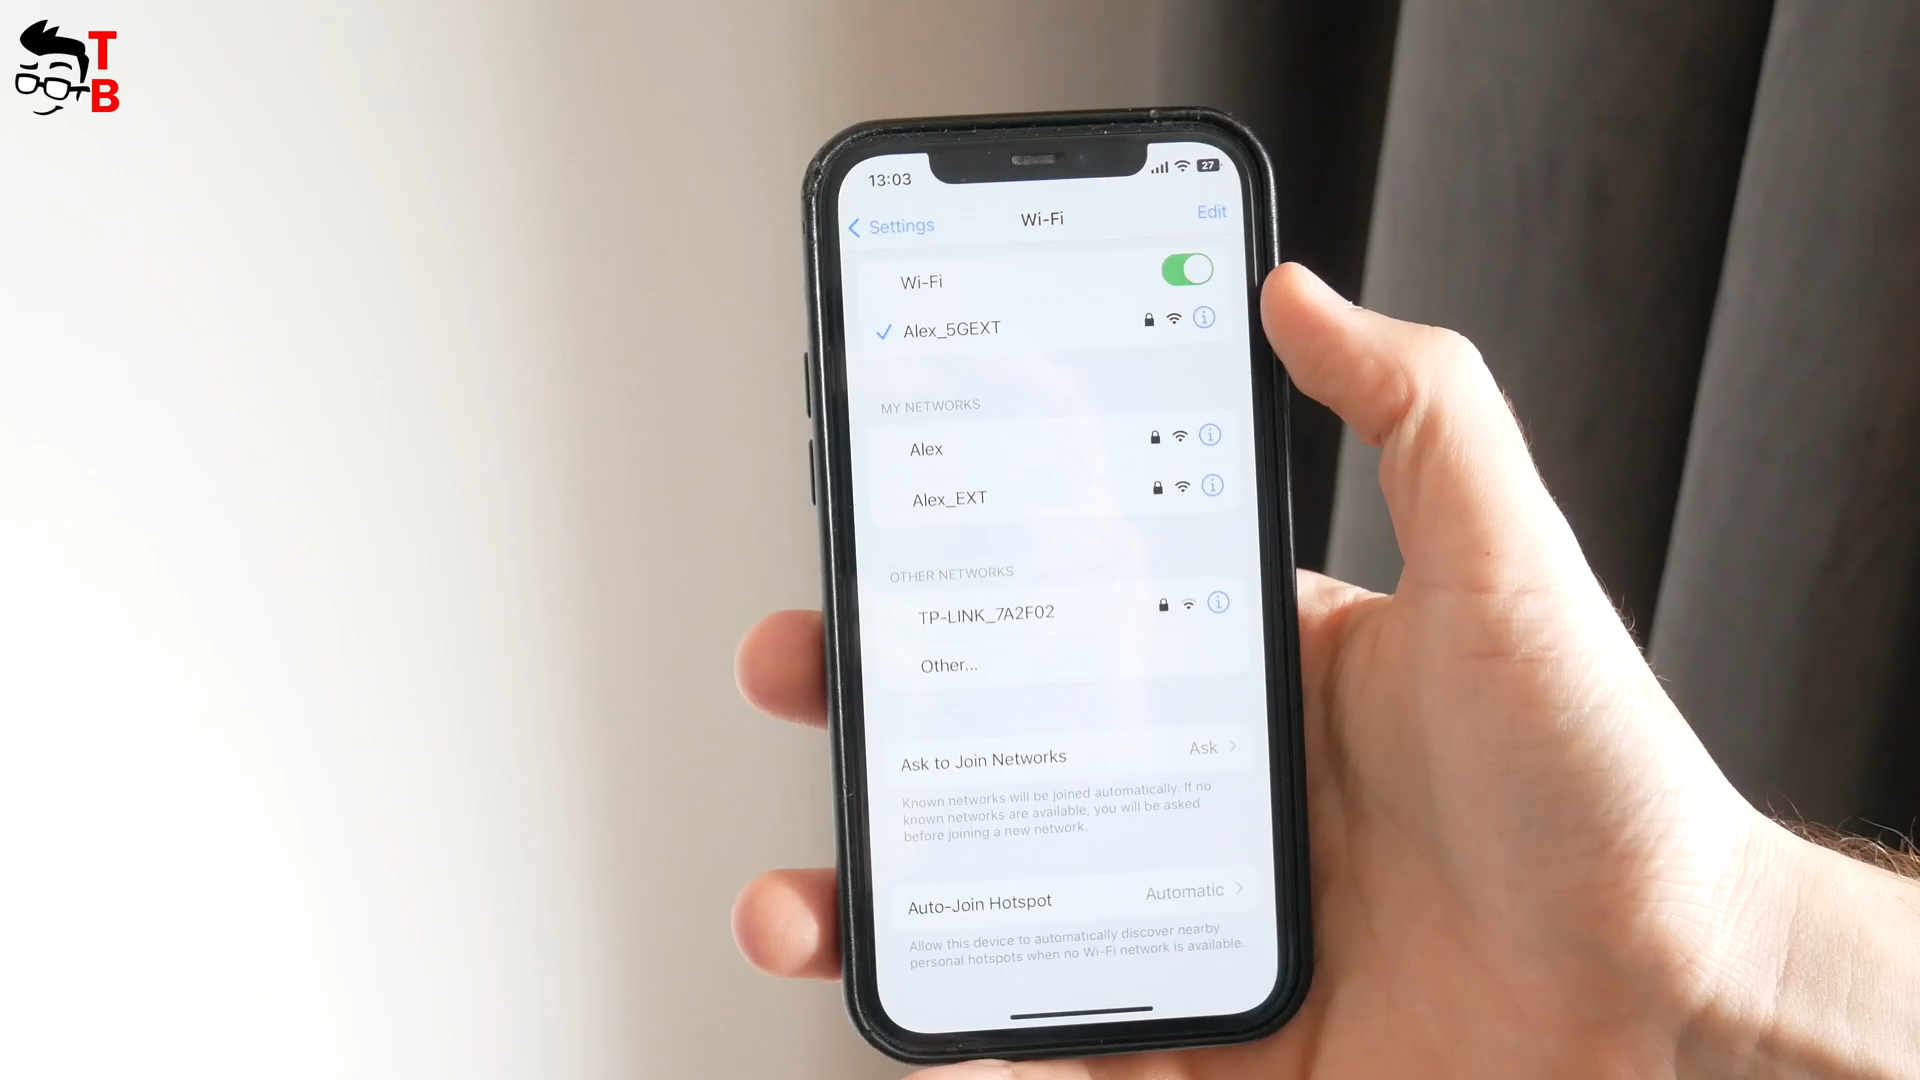 TB
13:03
27
Settings
Wi-Fi
Edit
Wi-Fi
Alex_5GEXT
MY NETWORKS
Alex
Alex_EXT
OTHER NETWORKS
TP-LINK_7A2F02
Other...
Ask to Join Networks
Ask
Known networks will be joined automatically. If no
known networks are available, you will be asked
before joining a new network.
Auto-Join Hotspot
Automatic
Allow this device to automatically discover nearby
personal hotspots when no Wi-Fi network is available.